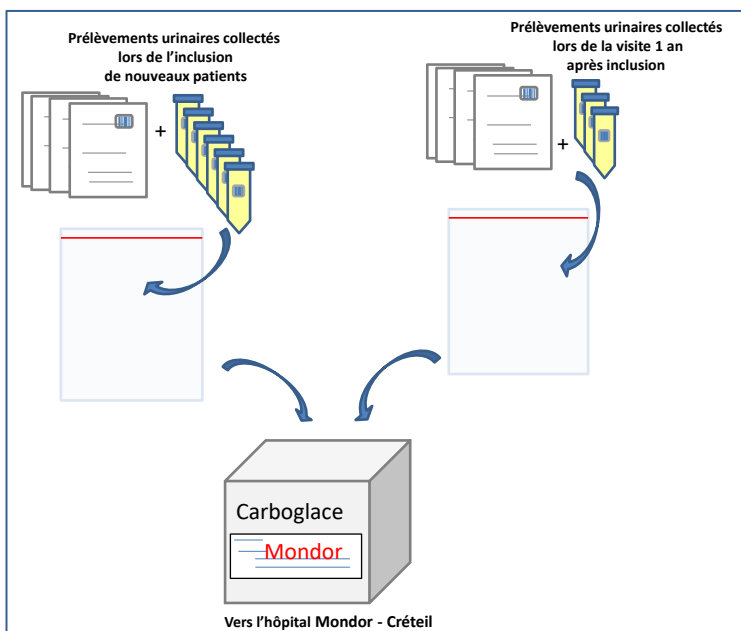 Prélèvements urinaires collectés
lors de l'inclusion
de nouveaux patients
+
Prélèvements urinaires collectés
lors de la visite 1 an
après inclusion
+
Carboglace
Mondor
Vers l'hôpital Mondor - Créteil